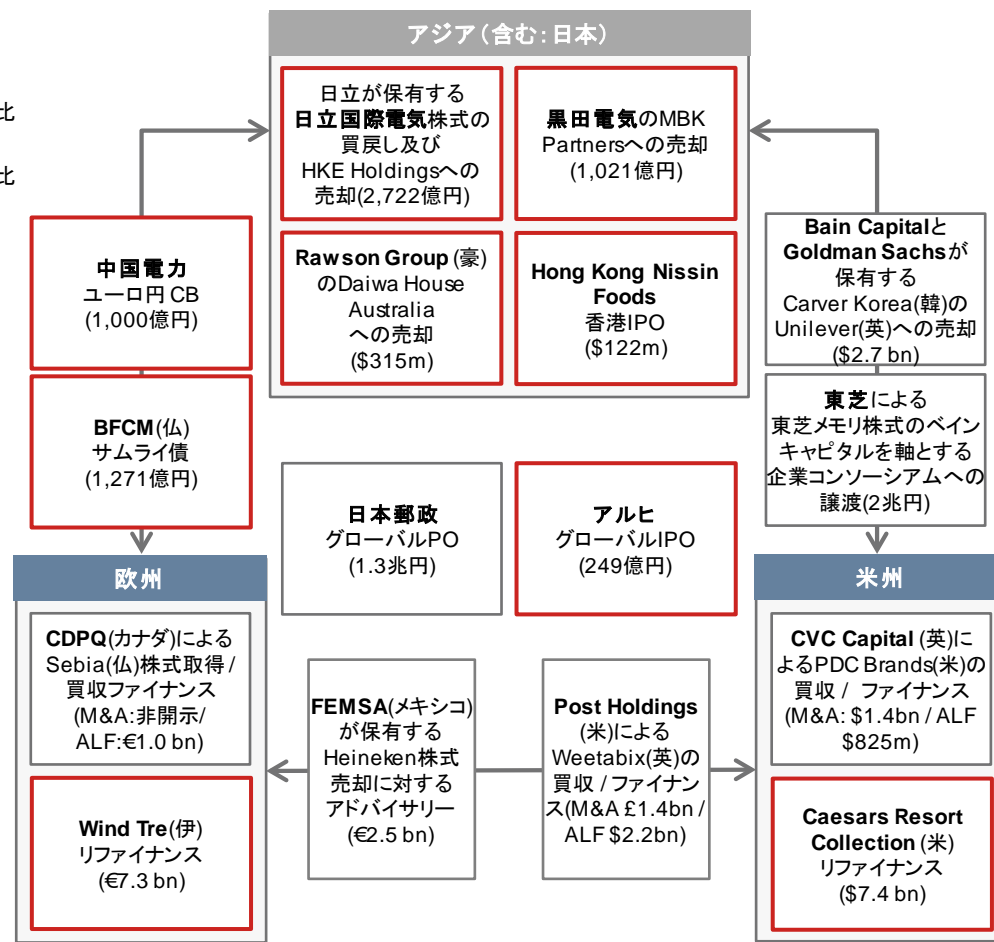 アジア（含む：日本）
比
比
日立が保有する
日立国際電気株式の
買戻し及び
HKE Holdingsへの
売却(2,722億円)
黒田電気のMBK
Partnersへの売却
(1,021億円)
Rawson Group (豪)
のDaiwa House
Australia
への売却
($315m)
Hong Kong Nissin
Foods
香港IPO
($122m)
中国電力
ユーロ円 CB
(1,000億円)
BFCM(仏)
サムライ債
(1,271億円)
Bain Capitalと
Goldman Sachsが
保有する
Carver Korea(韓)の
Unilever(英)への売却
($2.7 bn)
東芝による
東芝メモリ株式のベイン
キャピタルを軸とする
企業コンソーシアムへの
譲渡(2兆円)
日本郵政
グローバルPO
(1.3兆円)
アルヒ
グローバルIPO
(249億円)
欧州
CDPQ(カナダ)による
Sebia(仏)株式取得 /
買収ファイナンス
(M&A:非開示/
ALF:€1.0 bn)
Wind Tre(伊)
リファイナンス
(€7.3 bn)
FEMSA(メキシコ)
が保有する
Heineken株式
売却に対する
アドバイザリー
(€2.5 bn)
Post Holdings
(米)による
Weetabix(英)の
買収 / ファイナン
ス(M&A £1.4bn /
ALF $2.2bn)
米州
CVC Capital (英)に
よるPDC Brands(米)の
買収 / ファイナンス
(M&A: $1.4bn / ALF
$825m)
Caesars Resort
Collection (米)
リファイナンス
($7.4 bn)